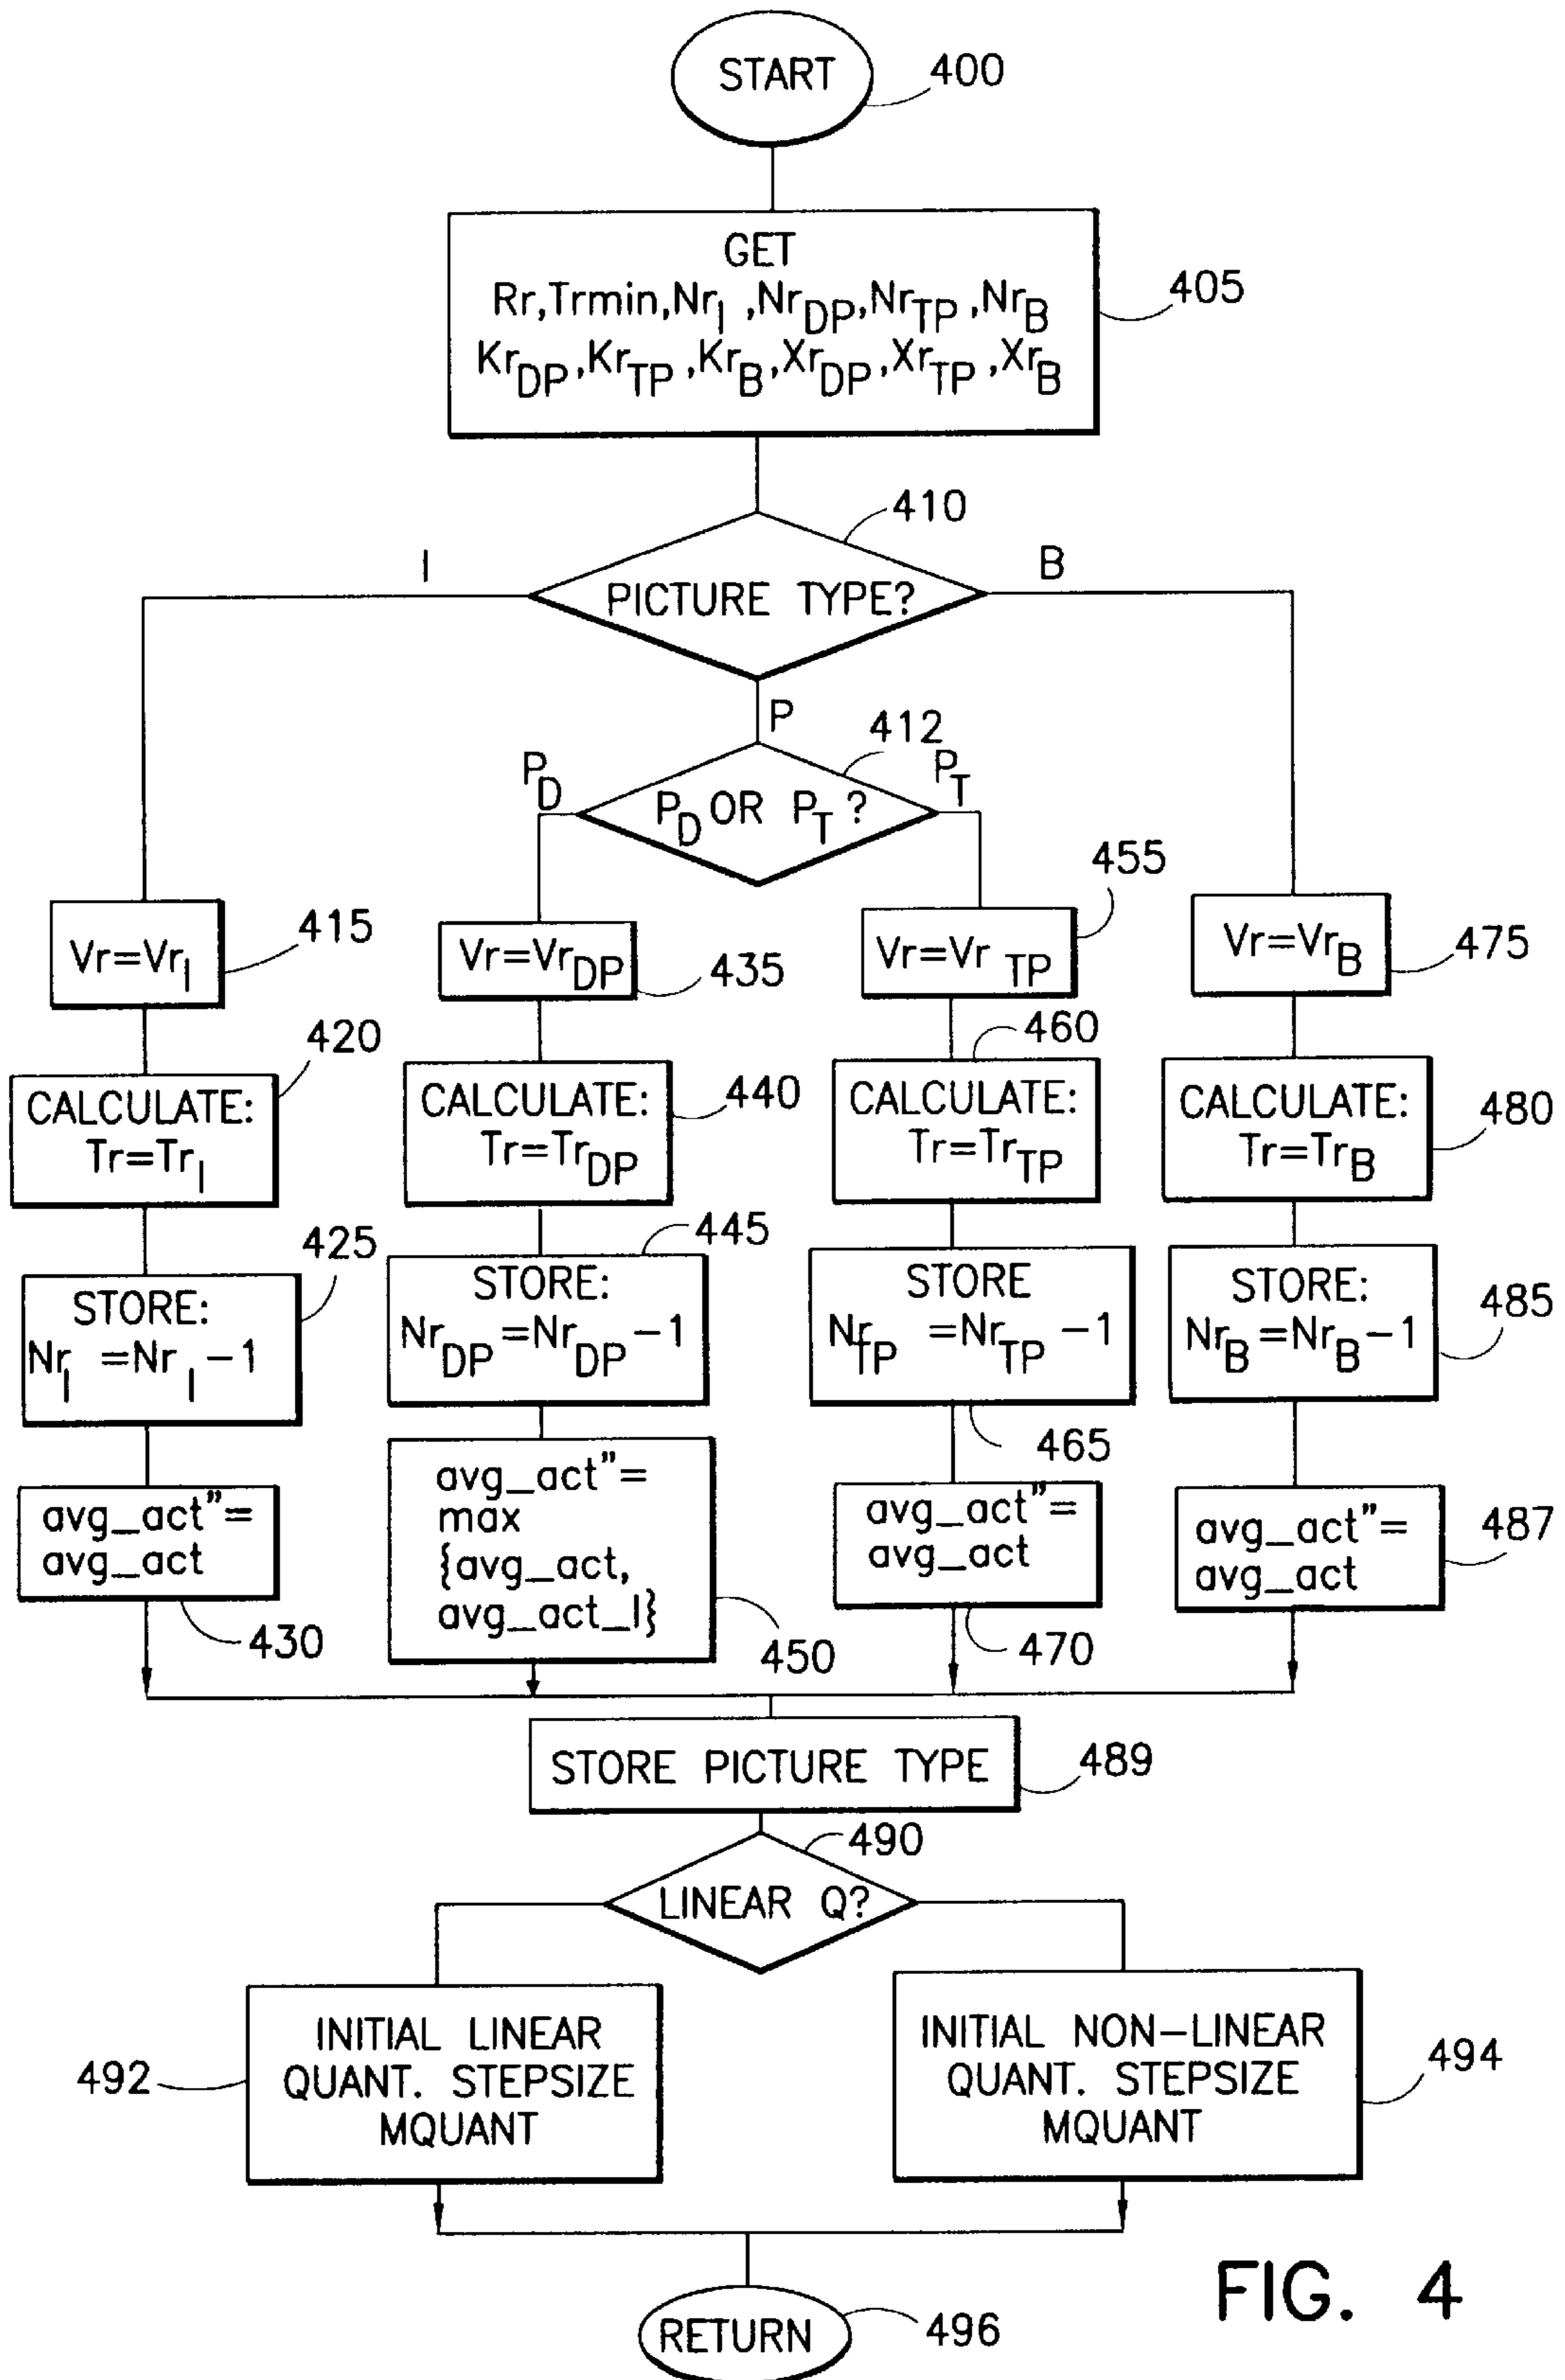 START
400
GET
Rr,Trmin,NrI ,NrDP,NrTP ,NrB
KrDP,KrTP ,KrB,XrDP,XrTP ,XrB
405
410
I
B
PICTURE TYPE?
P
412
PD
PT
PD OR PT ?
455
Vr=VrI
415
Vr=VrDP
435
Vr=Vr TP
Vr=VrB
475
420
460
CALCULATE:
Tr=TrI
CALCULATE:
Tr=TrDP
440
CALCULATE:
Tr=TrTP
CALCULATE:
Tr=TrB
480
425
445
STORE:
NrI =Nr I -1
STORE:
NrDP =NrDP -1
STORE
NrTP =NrTP -1
STORE:
NrB =NrB -1
485
465
avg_act"=
avg_act
avg_act"=
max
{avg_act,
avg_act_I}
avg_act"=
avg_act
avg_act"=
avg_act
487
430
450
470
STORE PICTURE TYPE
489
490
LINEAR Q?
INITIAL LINEAR
QUANT. STEPSIZE
MQUANT
492
INITIAL NON-LINEAR
QUANT. STEPSIZE
MQUANT
494
RETURN
496
FIG. 4